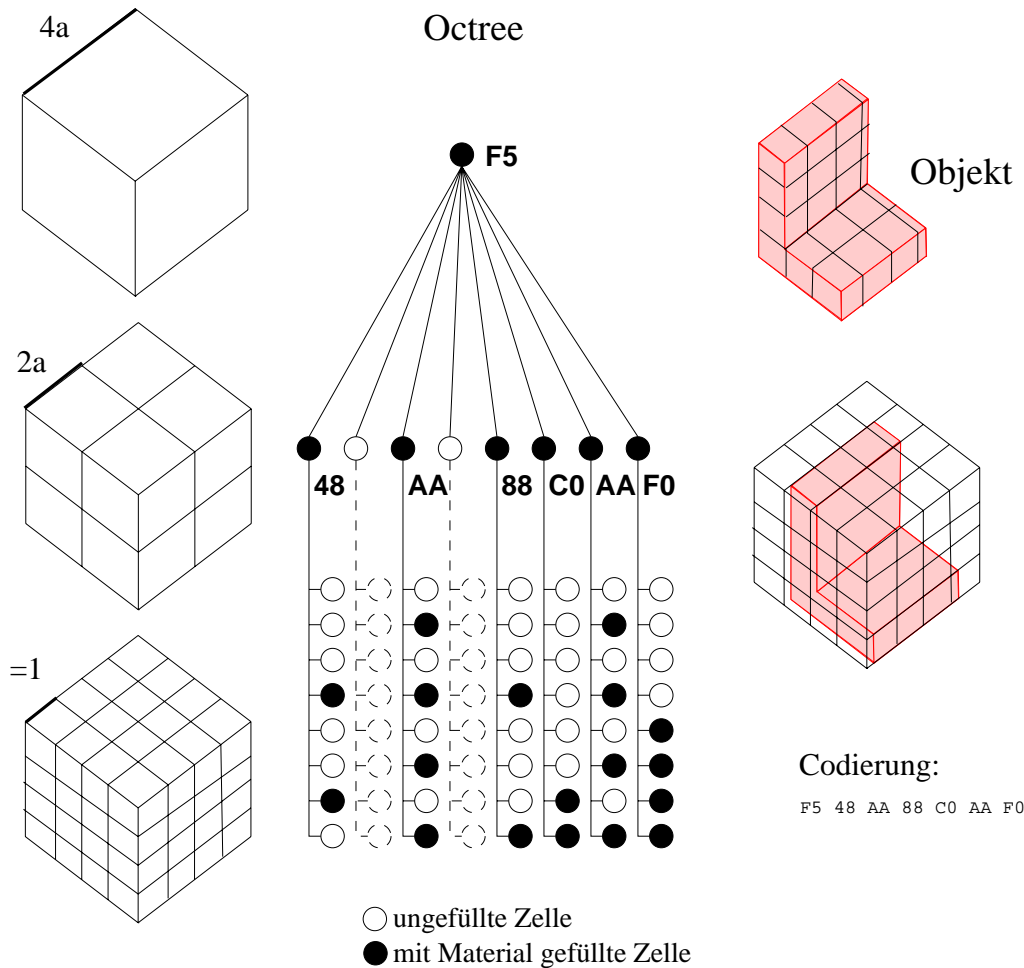 4a
Octree
F5
Objekt
2a
48 AA 88 C0 AA F0
=1
Codierung:
F5 48 AA 88 C0 AA F0
ungefüllte Zelle
mit Material gefüllte Zelle